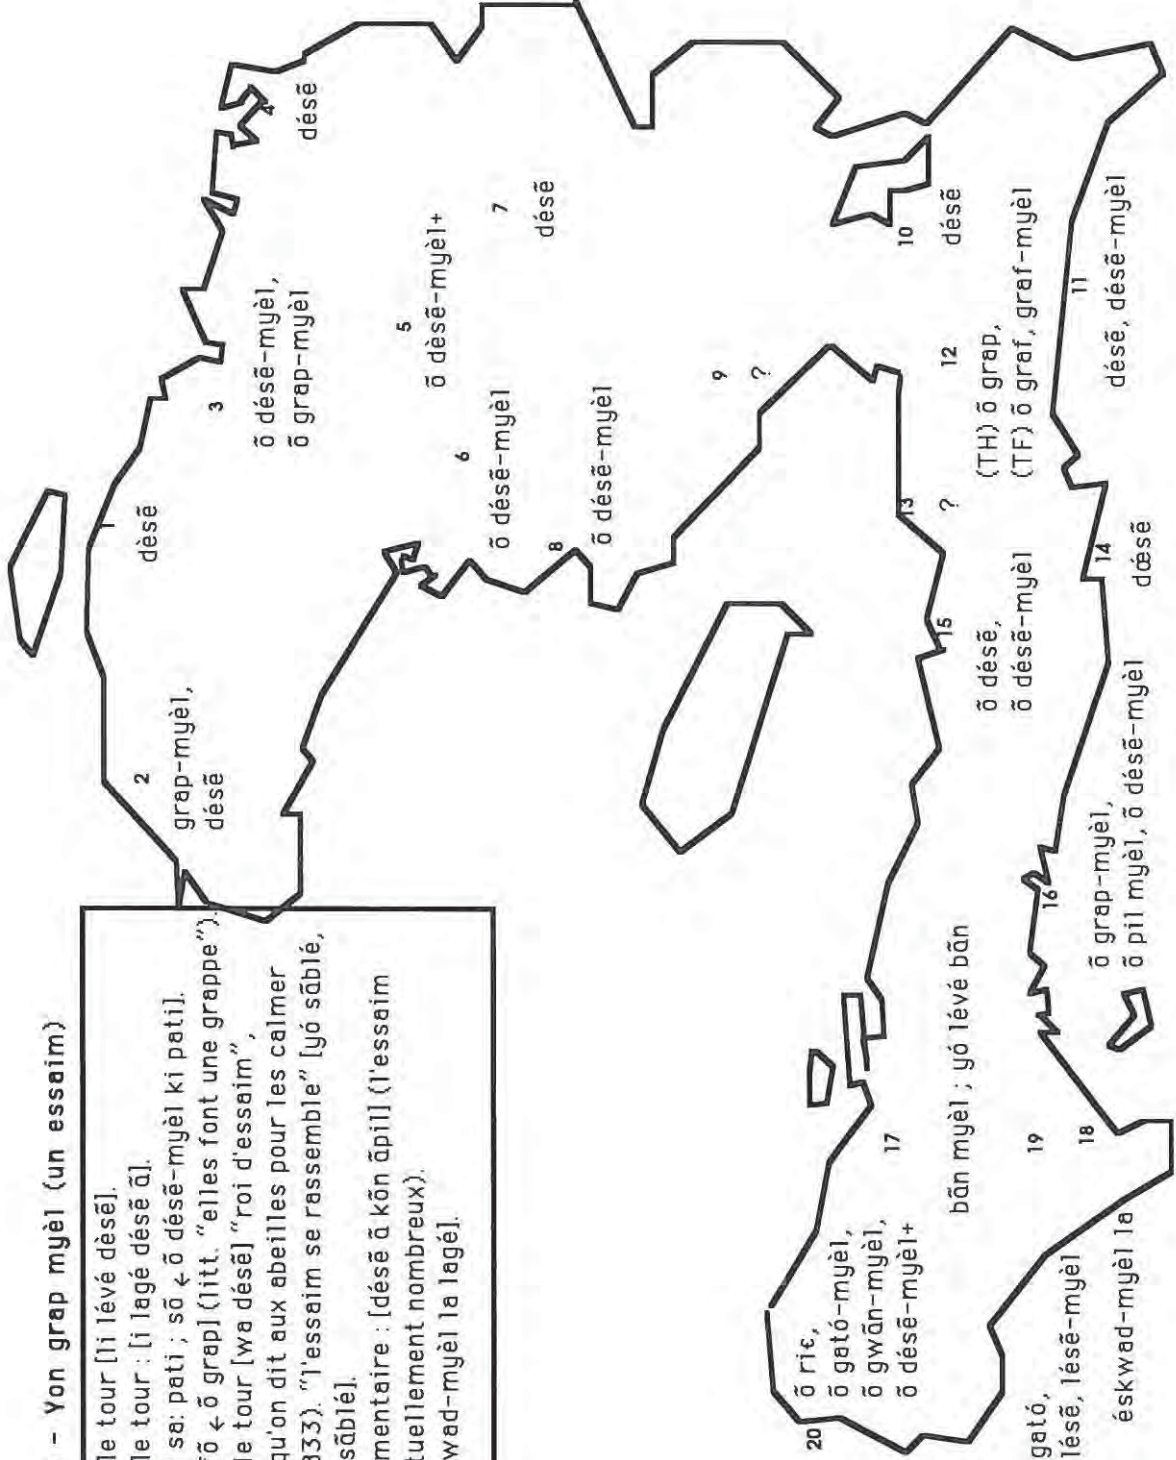 - Yon grap myèl (un essaim)
le tour [li lévé dèsẽ].
le tour : [i lagé désẽ ã].
sa: pati ; sõ ← õ désẽ-myèl ki pati].
õ ← õ grap] (litt. "elles font une grappe").
le tour [wa désẽ] "roi d'essaim",
qu'on dit aux abeilles pour les calmer
833). "l'essaim se rassemble" [yó sãblé,
sãblé].
mentaire : [désẽ ã kõn ãpil] (l'essaim
tuellement nombreux).
wad-myèl la lagé].
1
dèsẽ
2
grap-myèl,
désẽ
3
õ désẽ-myèl,
õ grap-myèl
4
désẽ
5
õ dèsẽ-myèl+
6
õ désẽ-myèl
7
désẽ
8
õ désẽ-myèl
9
?
10
désẽ
11
désẽ, désẽ-myèl
12
(TH) õ grap,
(TF) õ graf, graf-myèl
13
?
14
dœsẽ
15
õ désẽ,
õ désẽ-myèl
16
õ grap-myèl,
õ pil myèl, õ désẽ-myèl
17
bãn myèl ; yó lévé bãn
18
éskwad-myèl la
19
gató,
lésẽ, lésẽ-myèl
20
õ riɛ,
õ gató-myèl,
õ gwãn-myèl,
õ désẽ-myèl+